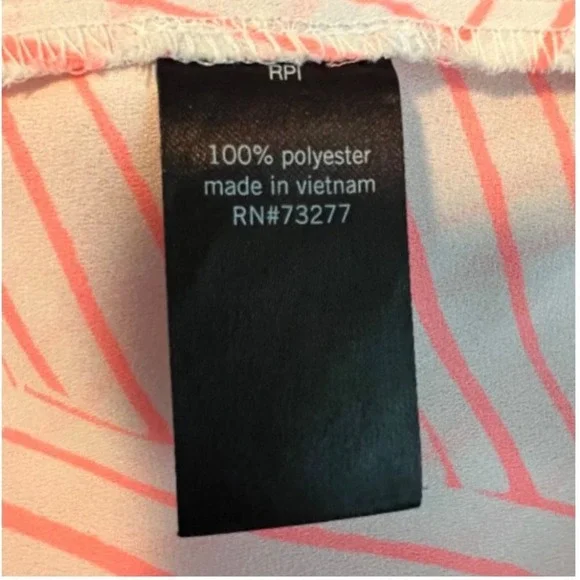 RPI
100% polyester
made in vietnam
RN#73277